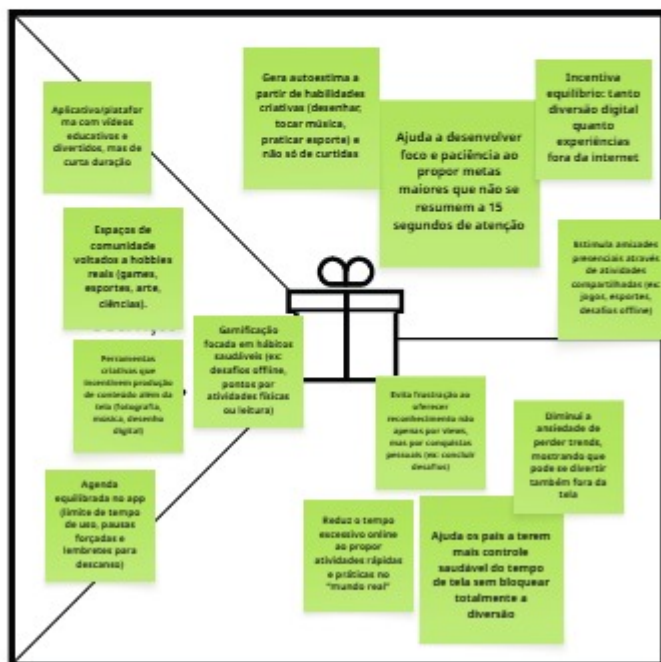 Aplicativo/platafor
ma com vídeos
educativos e
divertidos, mas de
curta duração
Espaços de
comunidade
voltados a hobbies
reais (games,
esportes, arte,
ciências).
Ferramentas
criativas que
incentivem produção
de conteúdo além da
tela (fotografia,
música, desenho
digital)
Gamificação
focada em hábitos
saudáveis (ex:
desafios offline,
pontos por
atividades físicas
ou leitura)
Agenda
equilibrada no app
(limite de tempo
de uso, pausas
forçadas e
lembretes para
descanso)
Gera autoestima a
partir de habilidades
criativas (desenhar,
tocar música,
praticar esporte) e
não só de curtidas
Ajuda a desenvolver
foco e paciência ao
propor metas
maiores que não se
resumem a 15
segundos de atenção
Incentiva
equilíbrio: tanto
diversão digital
quanto
experiências
fora da internet
Estimula amizades
presenciais através
de atividades
compartilhadas (ex:
jogos, esportes,
desafios offline)
Evita frustração ao
oferecer
reconhecimento não
apenas por views,
mas por conquistas
pessoais (ex: concluir
desafios)
Diminui a
ansiedade de
perder trends,
mostrando que
pode se divertir
também fora da
tela
Reduz o tempo
excessivo online
ao propor
atividades rápidas
e práticas no
"mundo real"
Ajuda os pais a terem
mais controle
saudável do tempo
de tela sem bloquear
totalmente a
diversão